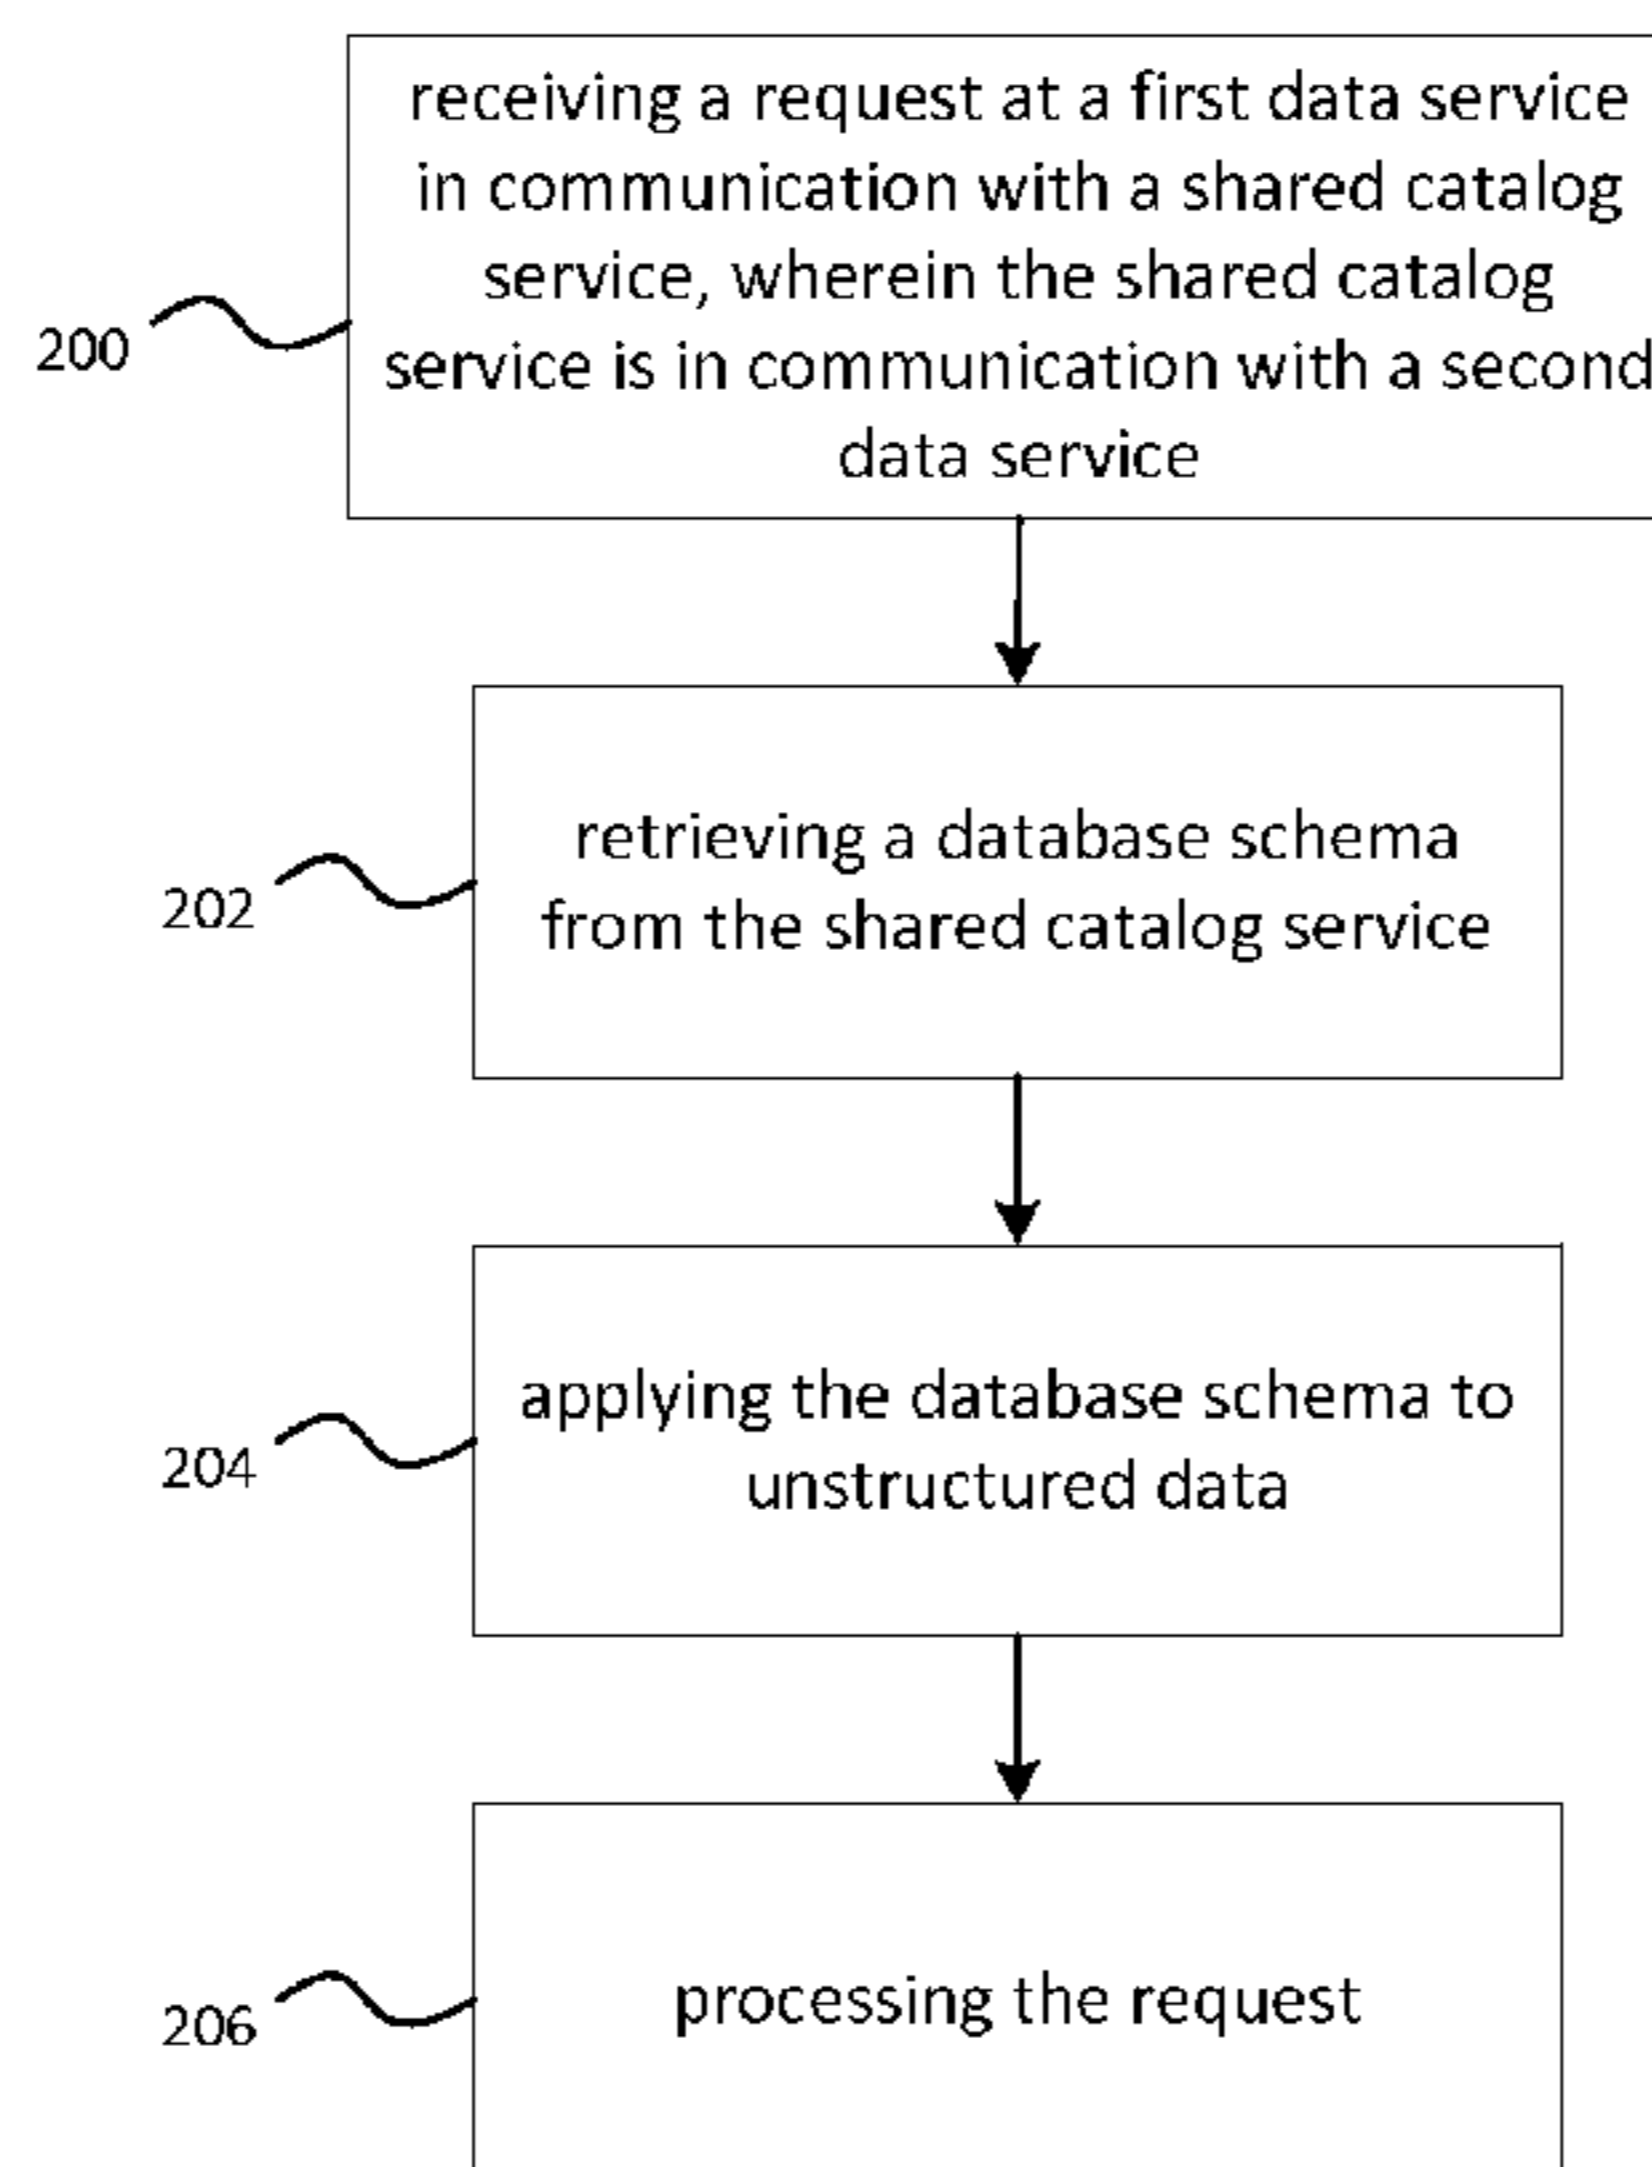 receiving a request at a first data service
in communication with a shared catalog
service, wherein the shared catalog
service is in communication with a second
data service
200
retrieving a database schema
from the shared catalog service
202
applying the database schema to
unstructured data
204
processing the request
206